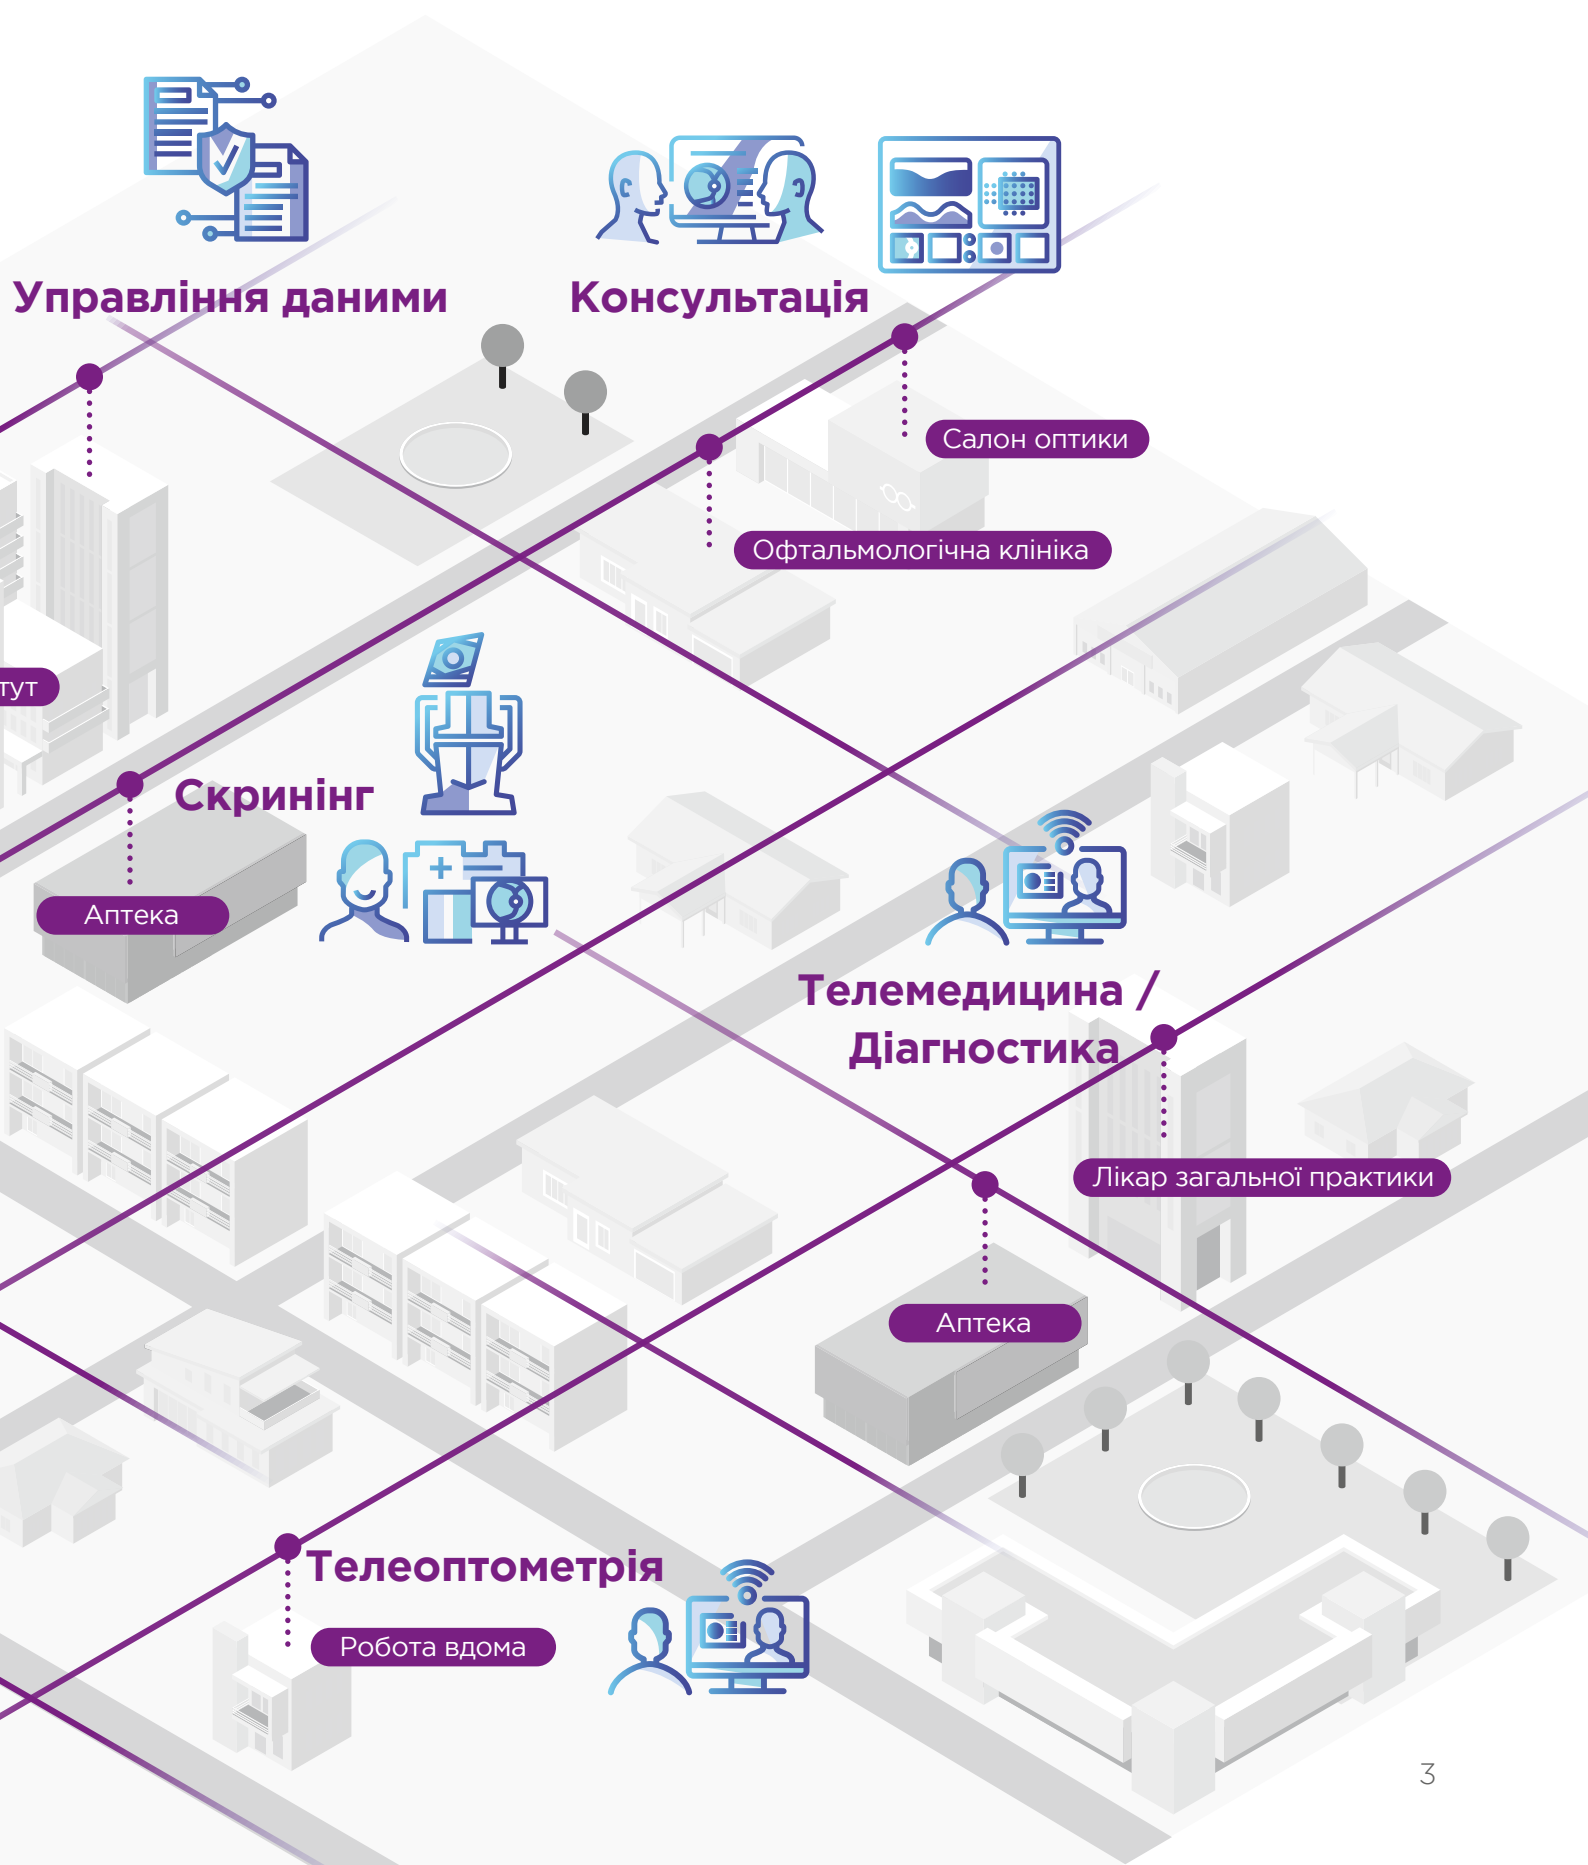 Управління даними
Консультація
Салон оптики
Офтальмологічна клініка
тут
Скринінг
Аптека
Телемедицина /
Діагностика
Лікар загальної практики
Аптека
Телеоптометрія
Робота вдома
3